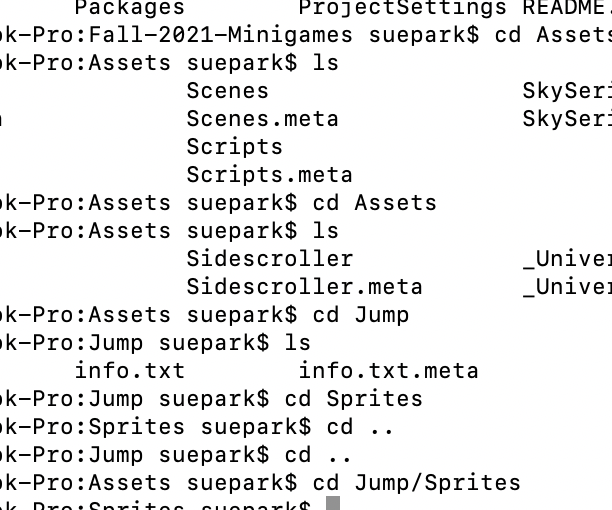 Packages ProjectSettings README.
ok-Pro:Fall-2021-Minigames suepark$ cd Assets
ok-Pro:Assets suepark$ ls
Scenes SkySeri
Scenes.meta SkySeri
Scripts
Scripts.meta
ok-Pro:Assets suepark$ cd Assets
ok-Pro:Assets suepark$ ls
Sidescroller _Univer
Sidescroller.meta _Univer
ok-Pro:Assets suepark$ cd Jump
ok-Pro:Jump suepark$ ls
info.txt info.txt.meta
ok-Pro:Jump suepark$ cd Sprites
ok-Pro:Sprites suepark$ cd ..
ok-Pro:Jump suepark$ cd ..
ok-Pro:Assets suepark$ cd Jump/Sprites
ok-Pro:Sprites suepark$